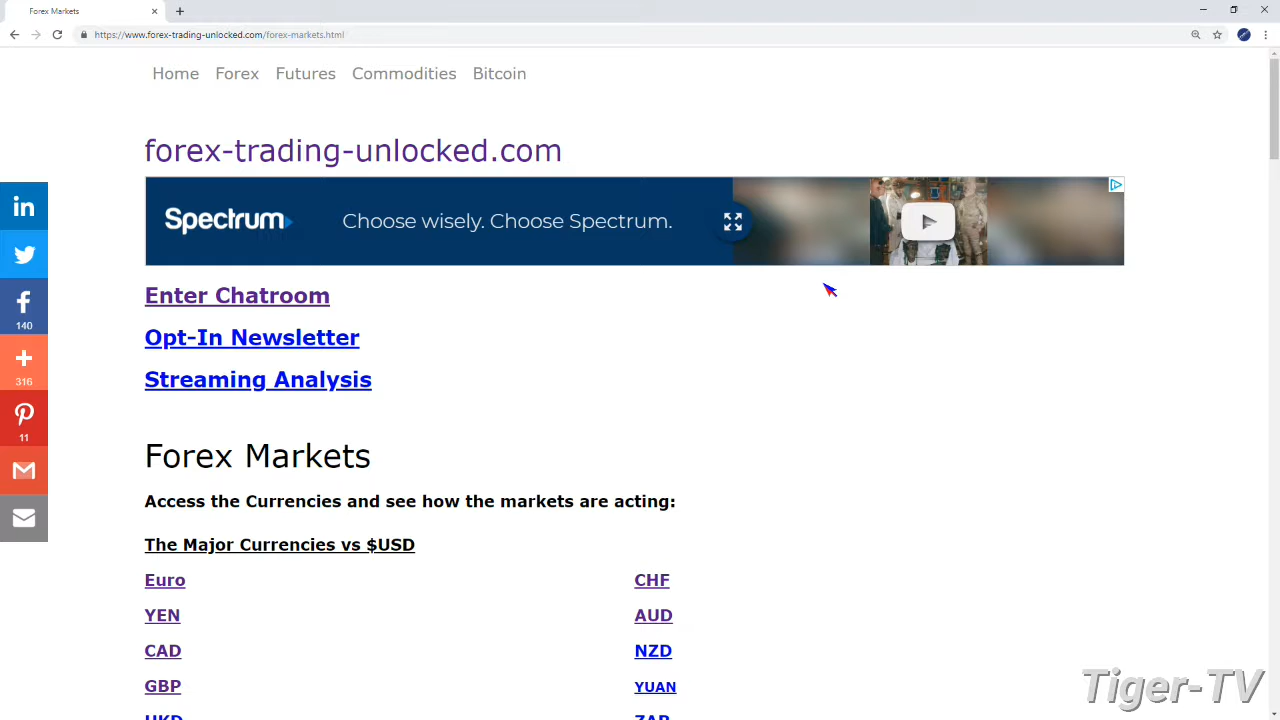 Forex Markets
https://www.forex-trading-unlocked.com/forex-markets.html
Home Forex Futures Commodities Bitcoin
forex-trading-unlocked.com
Spectrum Choose wisely. Choose Spectrum.
Enter Chatroom
Opt-In Newsletter
Streaming Analysis
140
316
11
Forex Markets
Access the Currencies and see how the markets are acting:
The Major Currencies vs $USD
Euro CHF
YEN AUD
CAD NZD
GBP YUAN
HKD ZAR
Tiger-TV